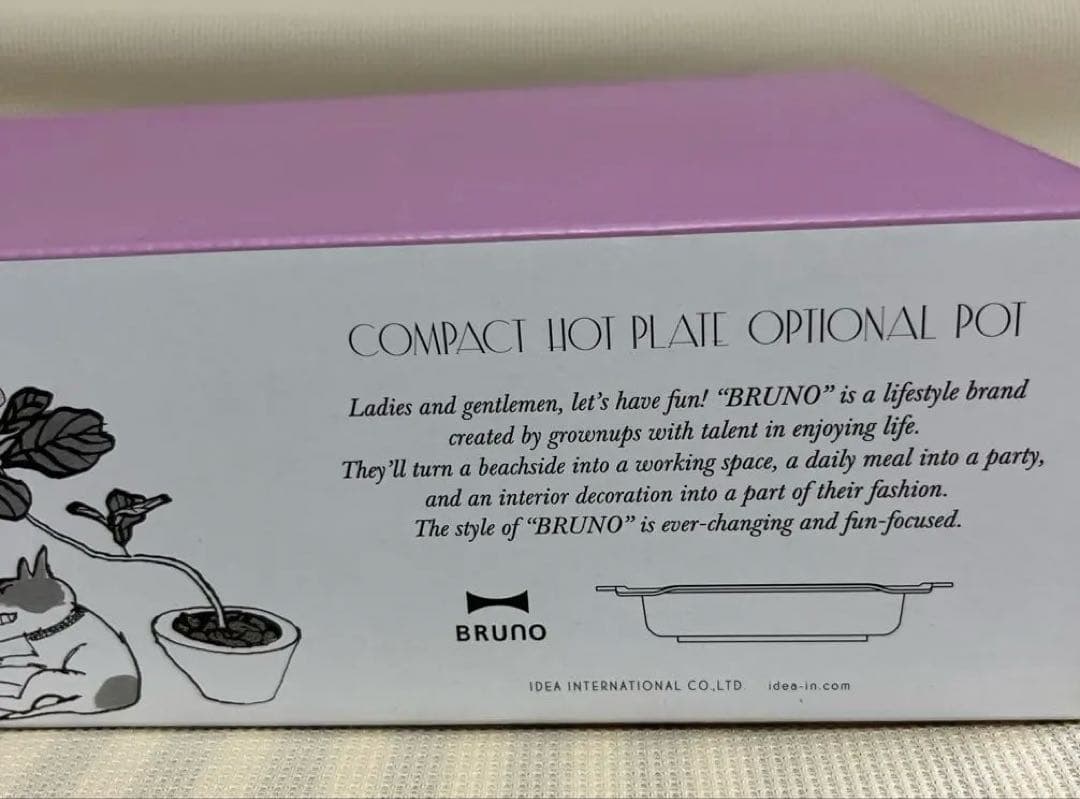 COMPACT HOT PLATE OPTIONAL POT
Ladies and gentlemen, let's have fun! “BRUNO” is a lifestyle brand
created by grownups with talent in enjoying life.
They'll turn a beachside into a working space, a daily meal into a party,
and an interior decoration into a part of their fashion.
The style of “BRUNO” is ever-changing and fun-focused.
BRUNO
IDEA INTERNATIONAL CO.,LTD. idea-in.com